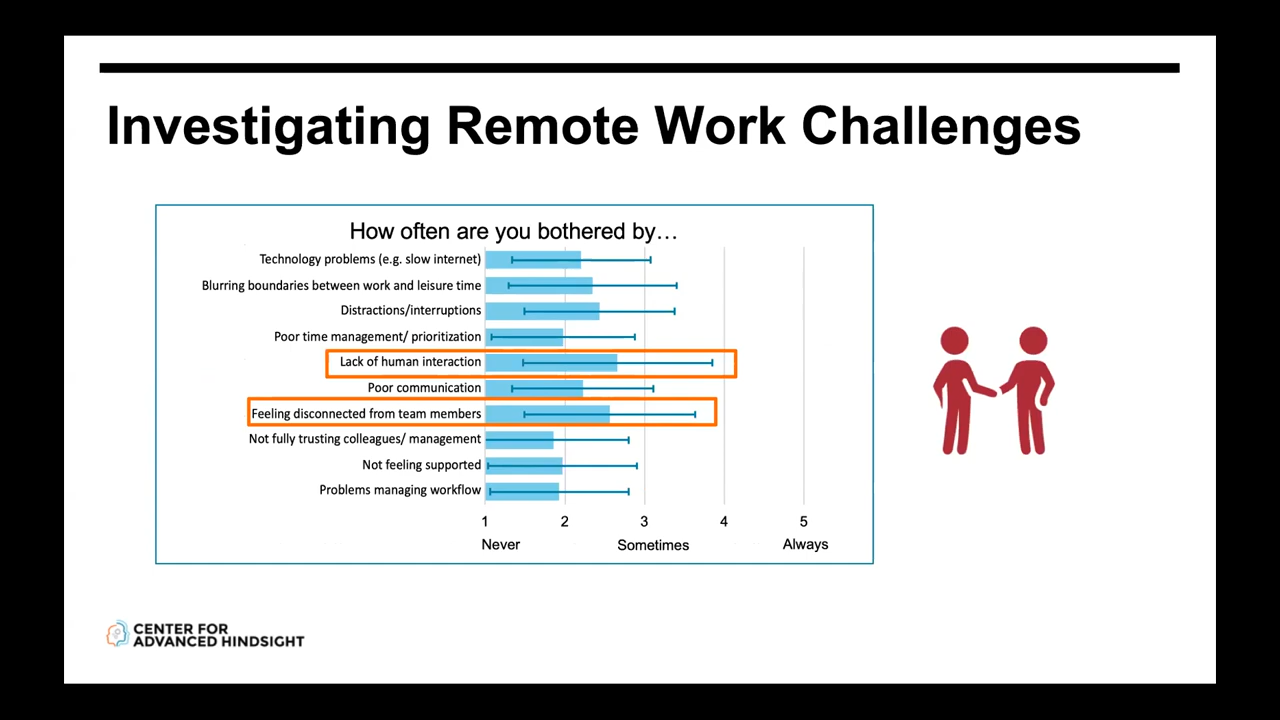 Investigating Remote Work Challenges
How often are you bothered by…
Technology problems (e.g. slow internet)
Blurring boundaries between work and leisure time
Distractions/interruptions
Poor time management/ prioritization
Lack of human interaction
Poor communication
Feeling disconnected from team members
Not fully trusting colleagues/ management
Not feeling supported
Problems managing workflow
1 2 3 4 5
Never Sometimes Always
CENTER FOR
ADVANCED HINDSIGHT